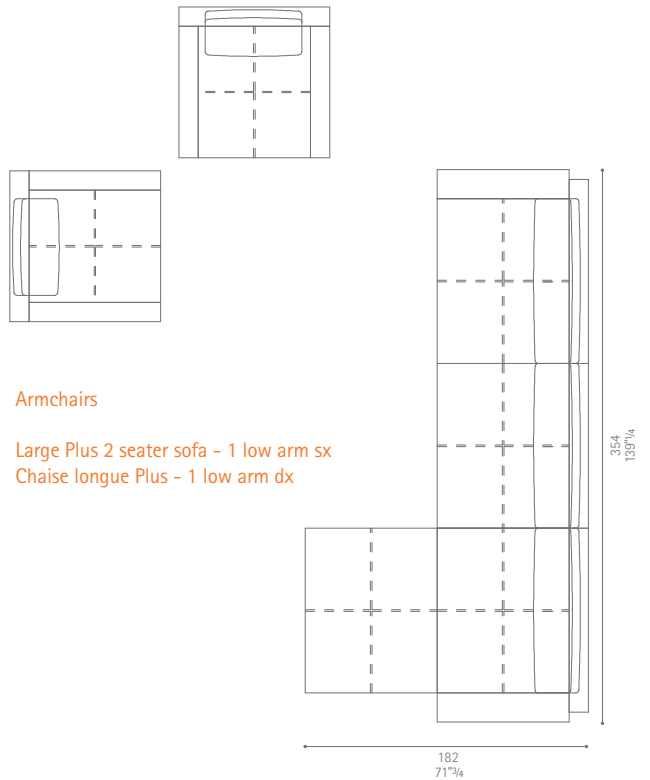 Armchairs
Large Plus 2 seater sofa - 1 low arm sx
Chaise longue Plus - 1 low arm dx
354
139"1/4
182
71"3/4